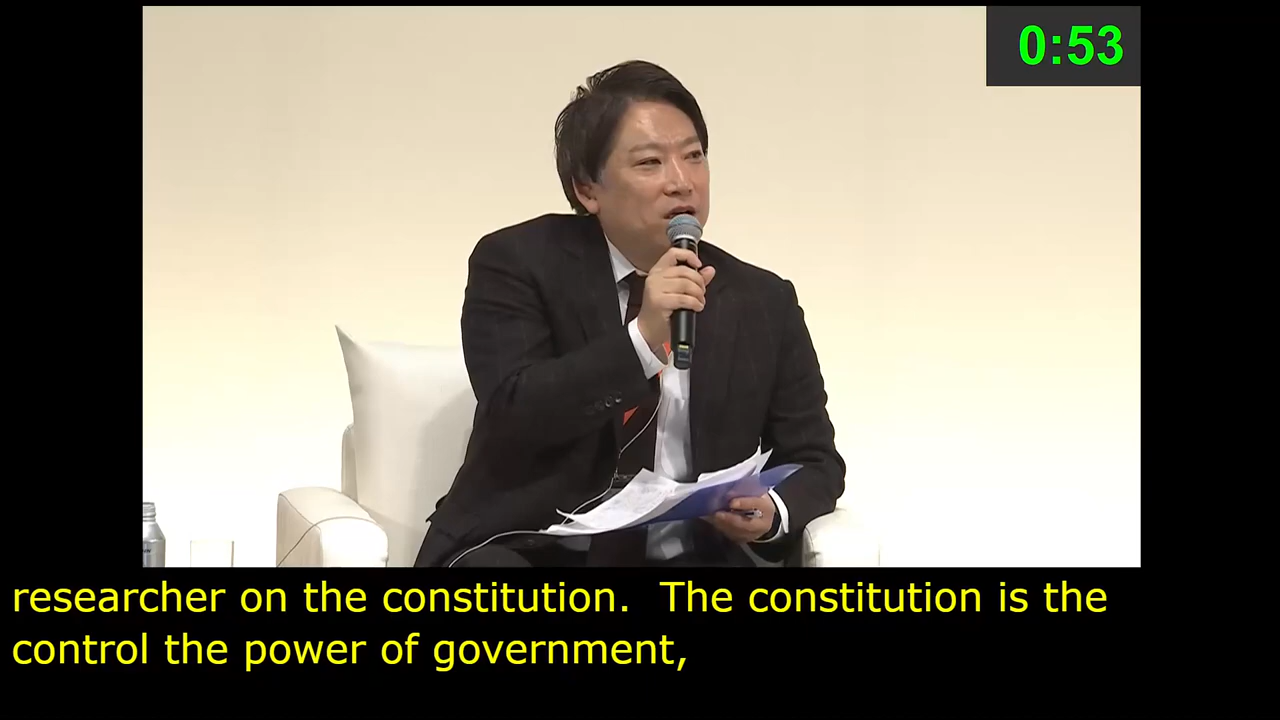 0:53
researcher on the constitution.  The constitution is the
control the power of government,